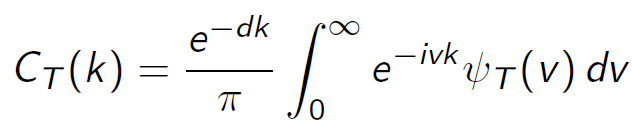 C_T(k) = \frac{e^{-dk}}{\pi} \int_0^\infty e^{-ivk} \psi_T(v) dv